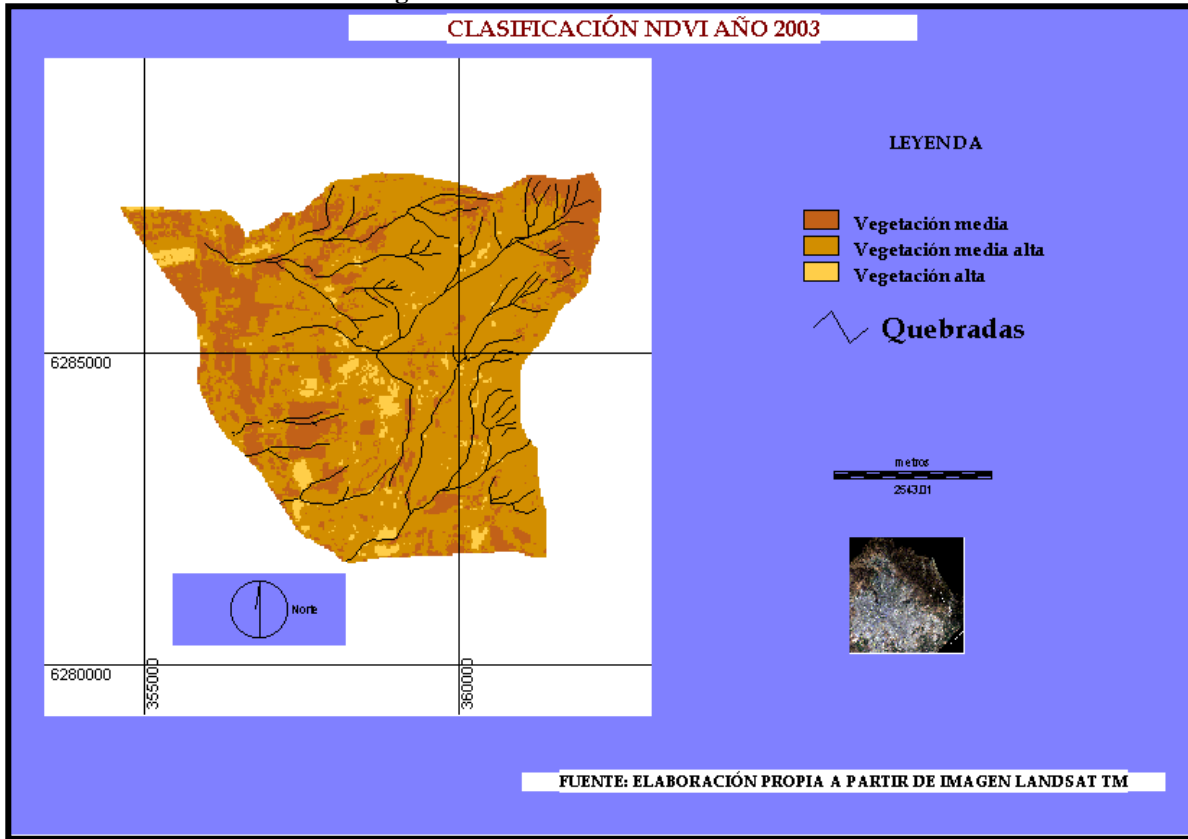 CLASIFICACIÓN NDVI AÑO 2003
LEYENDA
Vegetación media
Vegetación media alta
Vegetación alta
Quebradas
6285000
metros
2543.01
Norte
6280000
355000
360000
FUENTE: ELABORACIÓN PROPIA A PARTIR DE IMAGEN LANDSAT TM